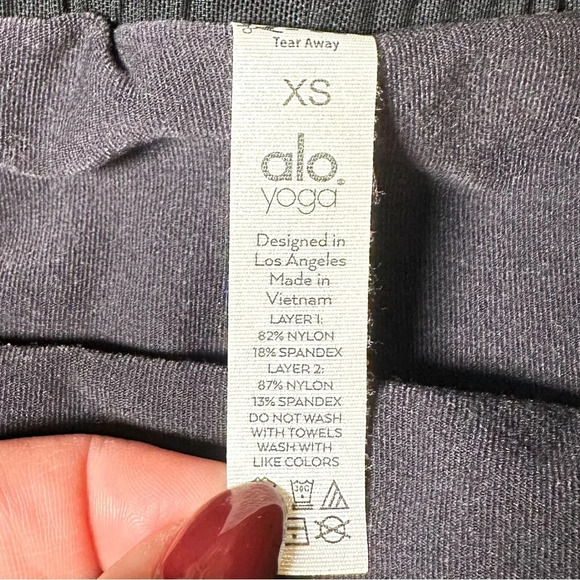 Tear Away
XS
alo
yoga®
Designed in
Los Angeles
Made in
Vietnam
LAYER 1:
82% NYLON
18% SPANDEX
LAYER 2:
87% NYLON
13% SPANDEX
DO NOT WASH
WITH TOWELS
WASH WITH
LIKE COLORS